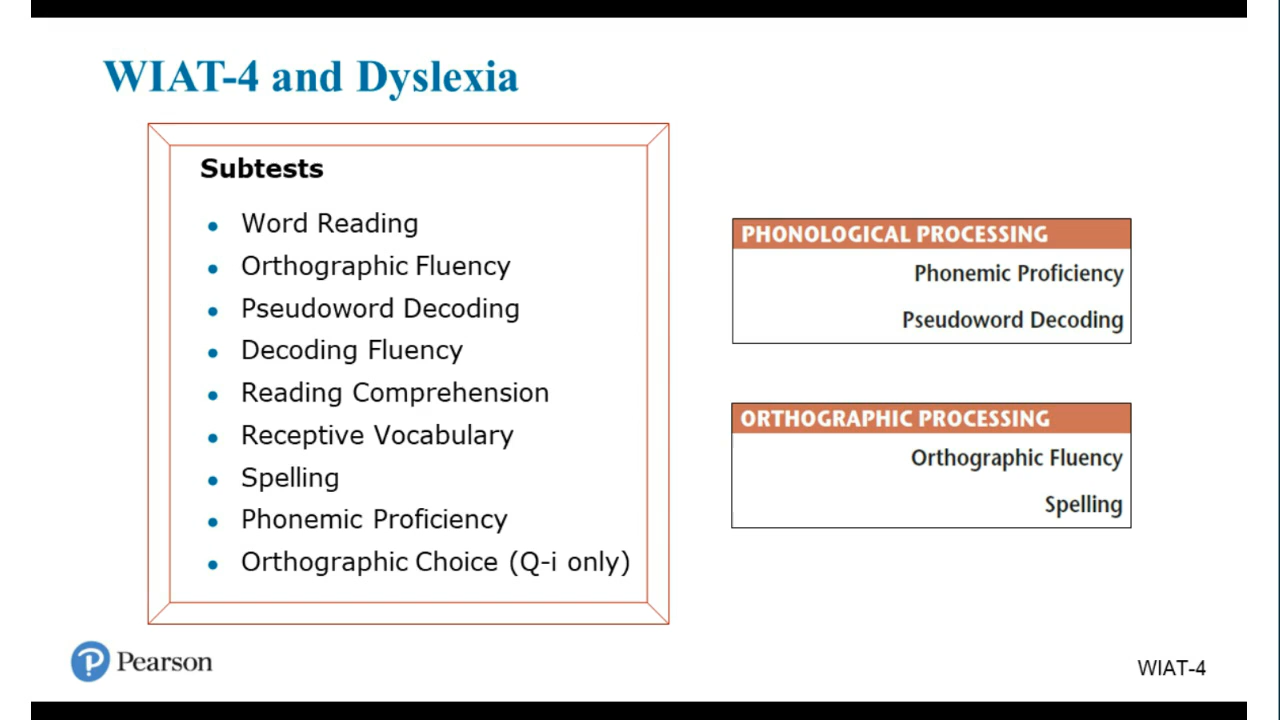 WIAT-4 and Dyslexia
Subtests
Word Reading
Orthographic Fluency
Pseudoword Decoding
Decoding Fluency
Reading Comprehension
Receptive Vocabulary
Spelling
Phonemic Proficiency
Orthographic Choice (Q-i only)
PHONOLOGICAL PROCESSING
Phonemic Proficiency
Pseudoword Decoding
ORTHOGRAPHIC PROCESSING
Orthographic Fluency
Spelling
Pearson
WIAT-4